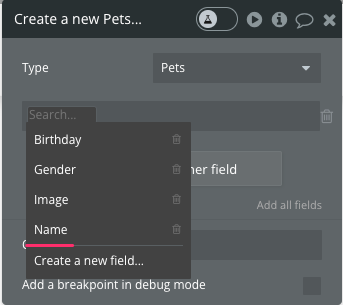 Create a new Pets...
Type
Pets
Search...
Birthday
Gender
Image
Name
her field
Add all fields
Create a new field...
Add a breakpoint in debug mode